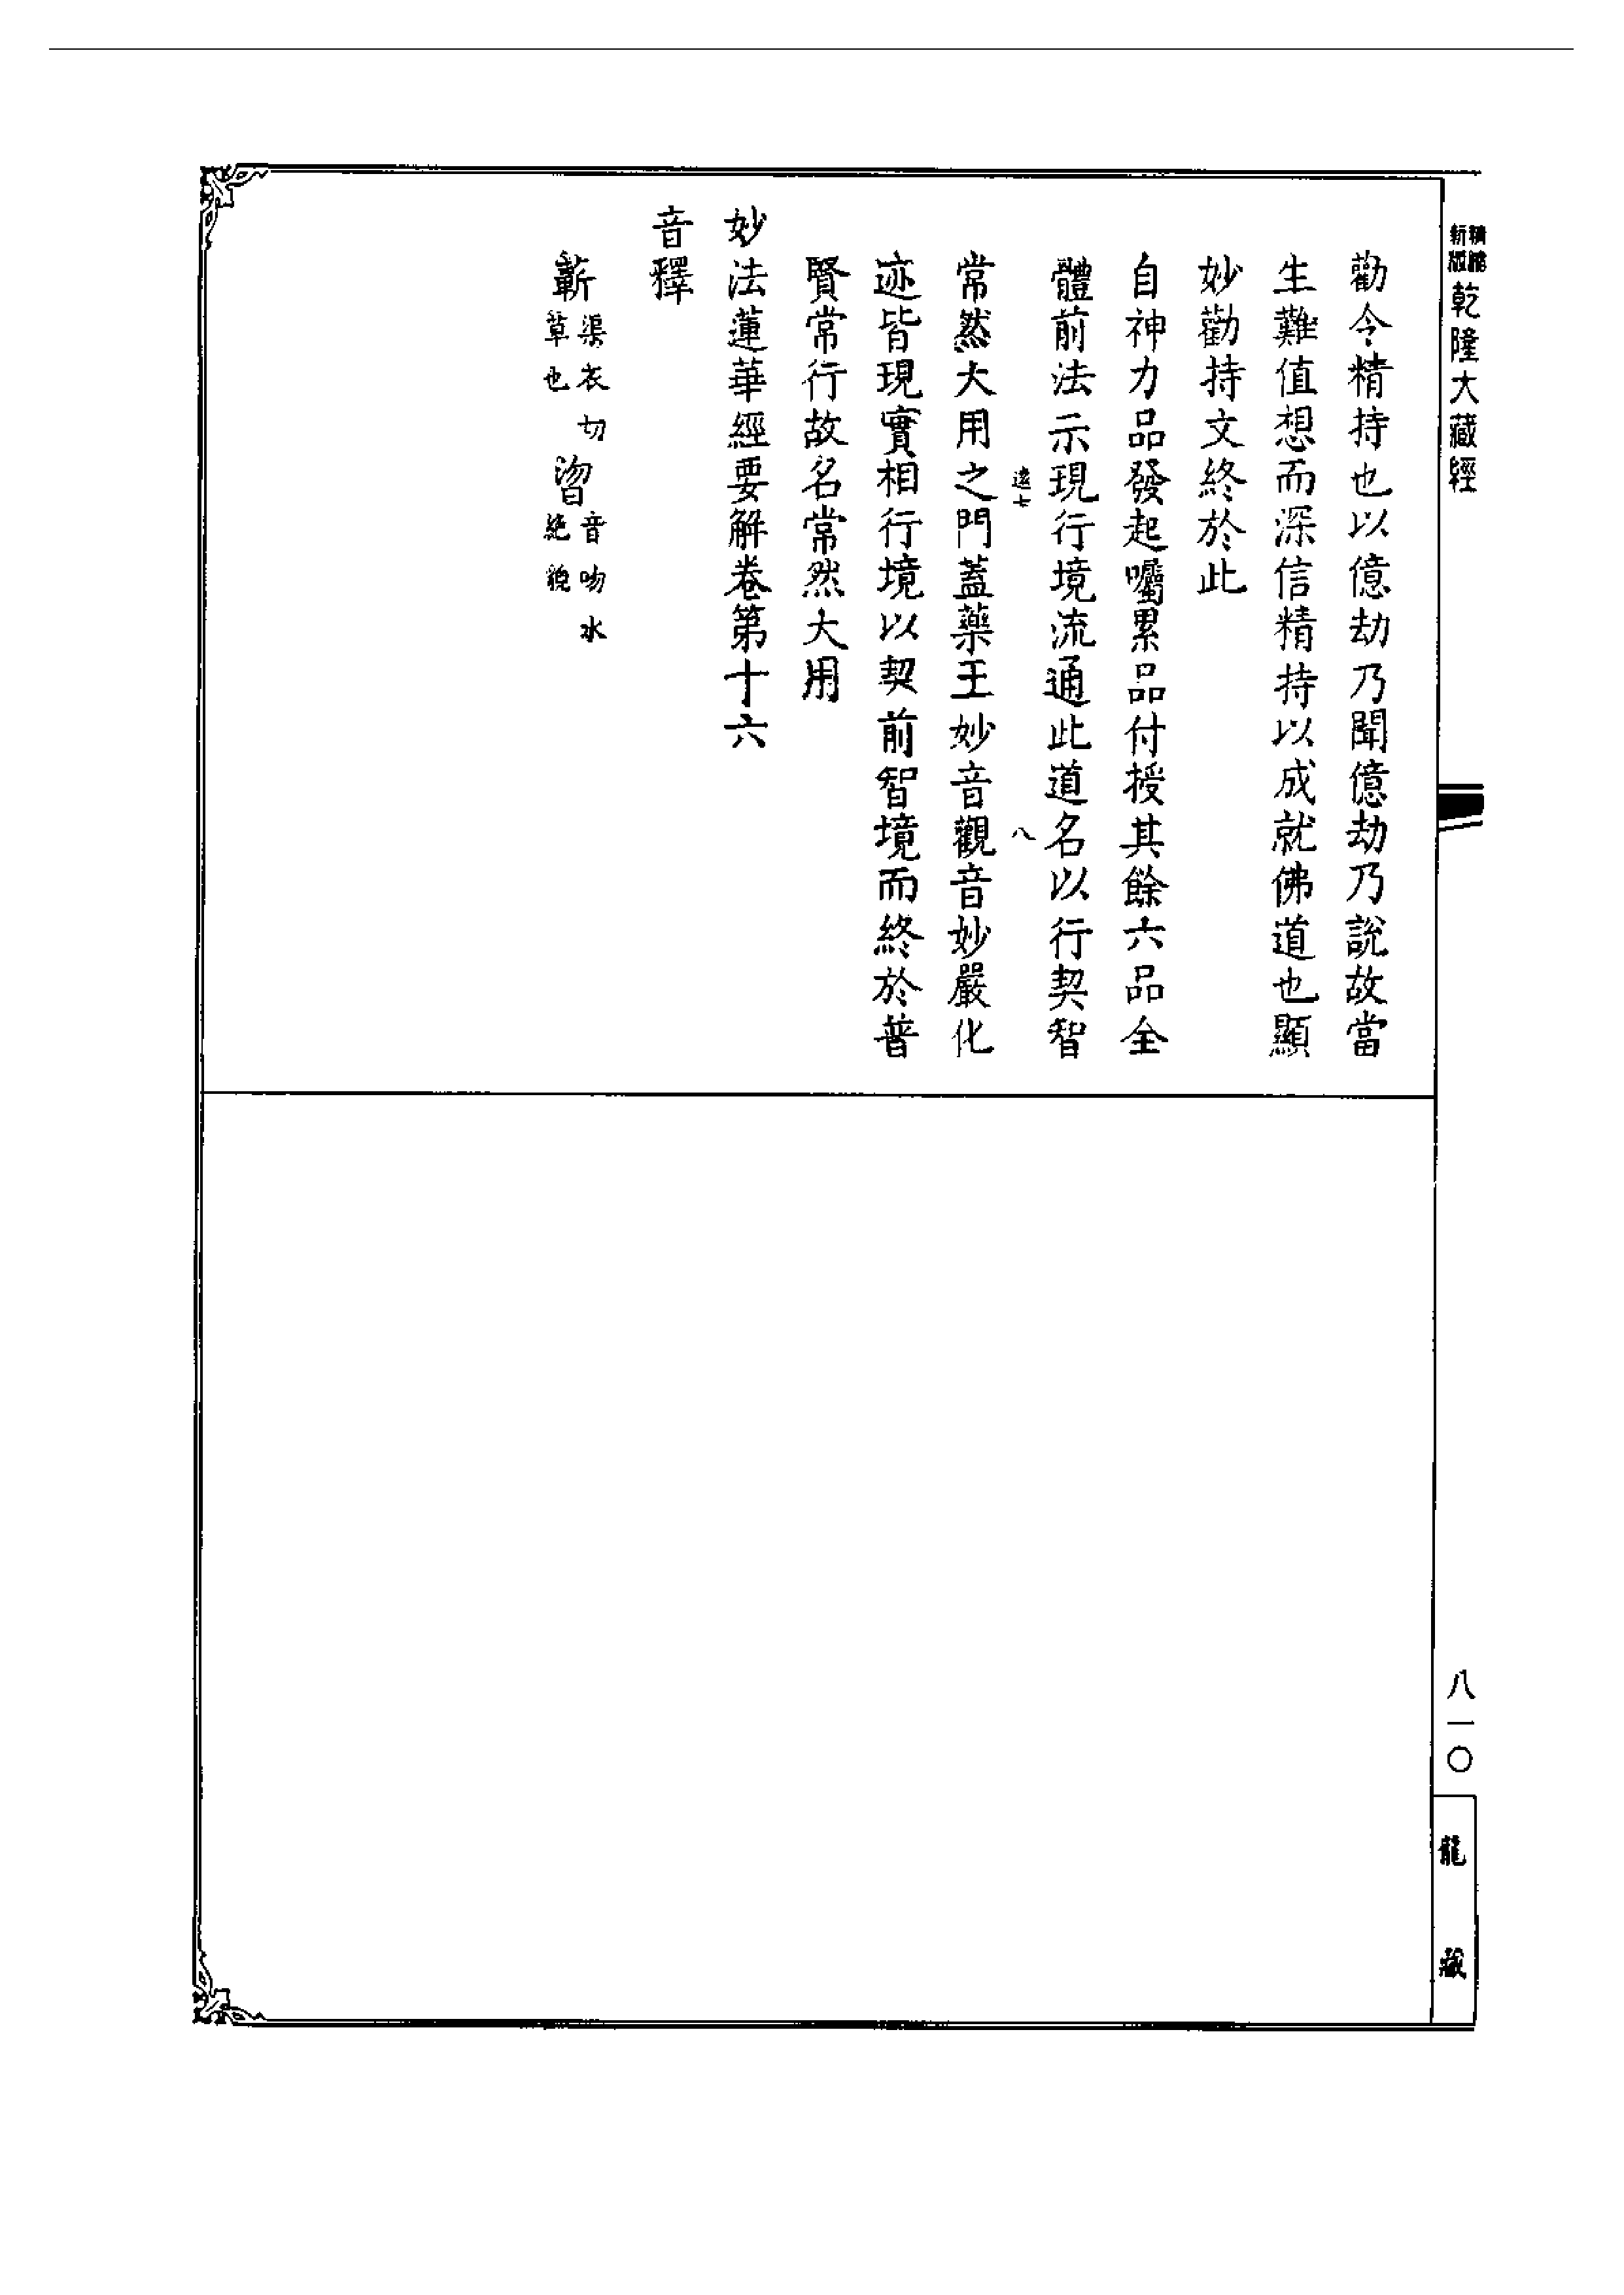 精縮新版乾隆大藏經
勸令精持也以億劫乃聞億劫乃說故當
生難值想而深信精持以成就佛道也顯
妙勸持文終於此
自神力品發起囑累品付授其餘六品全
體前法示現行境流通此道名以行契智
遠七 八
常然大用之門蓋藥王妙音觀音妙嚴化
迹皆現實相行境以契前智境而終於普
賢常行故名常然大用
妙法蓮華經要解卷第十六
音釋
蘄渠衣切草也 㴘音吻水絶貌
八一〇
龍藏